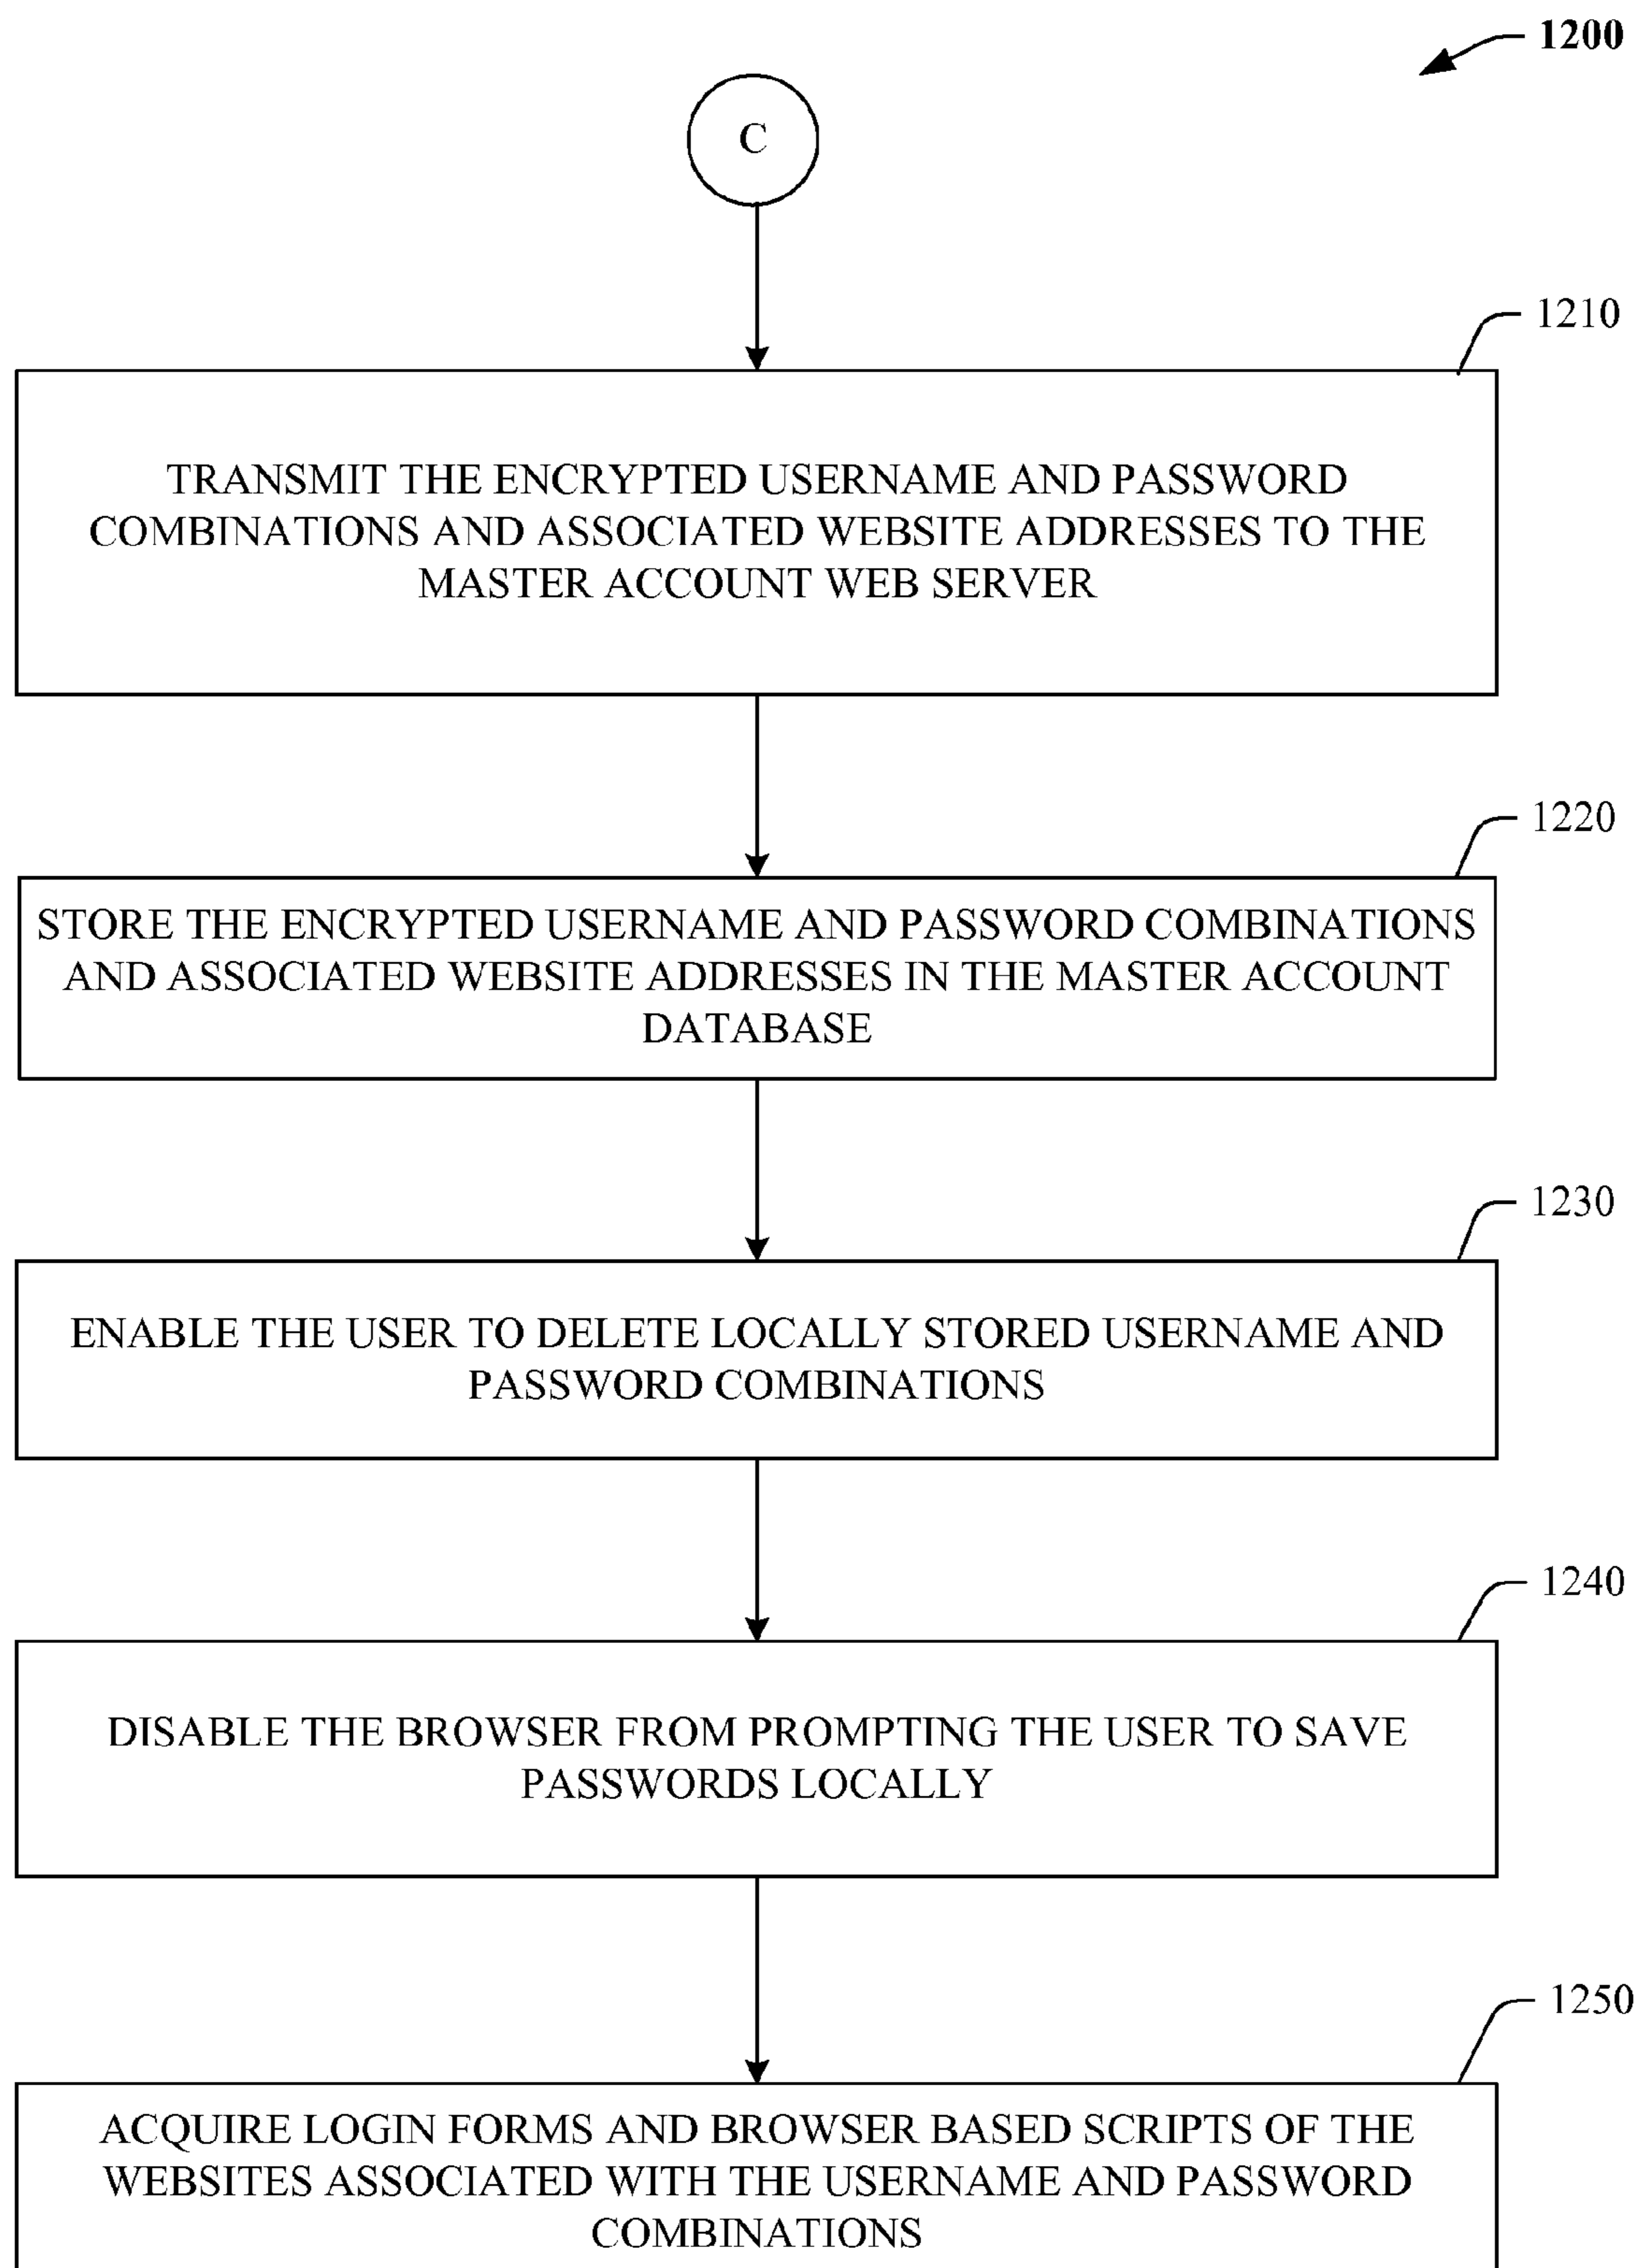 1200
C
1210
TRANSMIT THE ENCRYPTED USERNAME AND PASSWORD
COMBINATIONS AND ASSOCIATED WEBSITE ADDRESSES TO THE
MASTER ACCOUNT WEB SERVER
1220
STORE THE ENCRYPTED USERNAME AND PASSWORD COMBINATIONS
AND ASSOCIATED WEBSITE ADDRESSES IN THE MASTER ACCOUNT
DATABASE
1230
ENABLE THE USER TO DELETE LOCALLY STORED USERNAME AND
PASSWORD COMBINATIONS
1240
DISABLE THE BROWSER FROM PROMPTING THE USER TO SAVE
PASSWORDS LOCALLY
1250
ACQUIRE LOGIN FORMS AND BROWSER BASED SCRIPTS OF THE
WEBSITES ASSOCIATED WITH THE USERNAME AND PASSWORD
COMBINATIONS